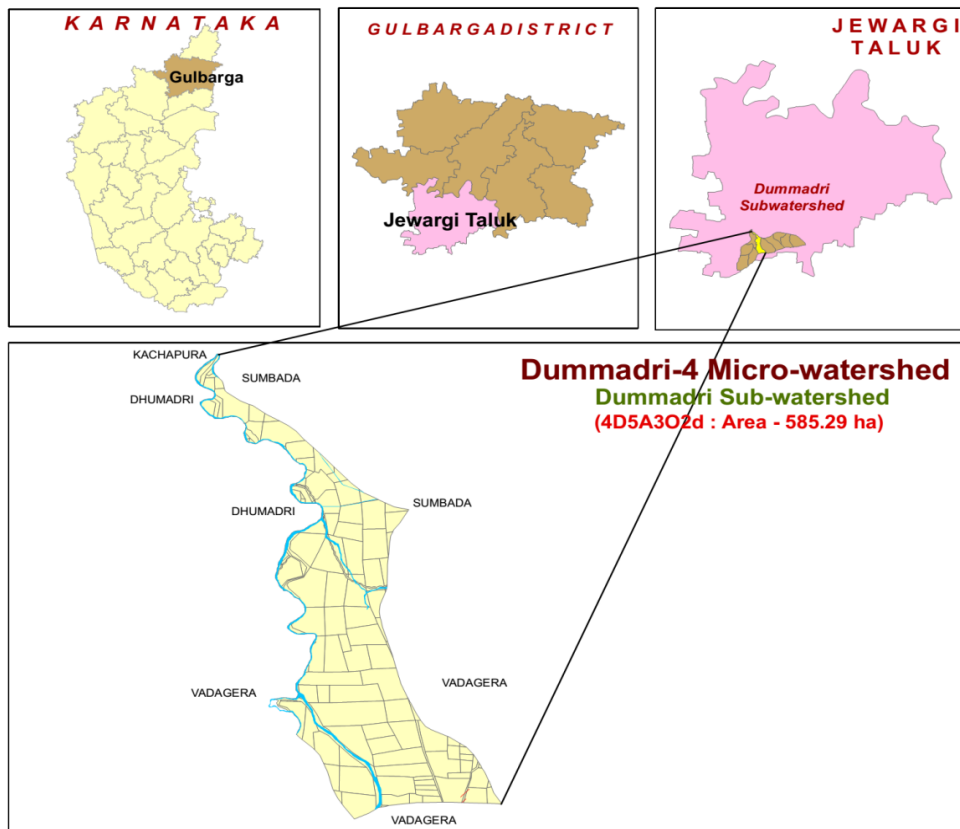 KARNATAKA
Gulbarga
GULBARGADISTRICT
Jewargi Taluk
JEWARGI
TALUK
Dummadri
Subwatershed
Dummadri-4 Micro-watershed
Dummadri Sub-watershed
(4D5A3O2d : Area - 585.29 ha)
KACHAPURA
SUMBADA
DHUMADRI
SUMBADA
DHUMADRI
VADAGERA
VADAGERA
VADAGERA